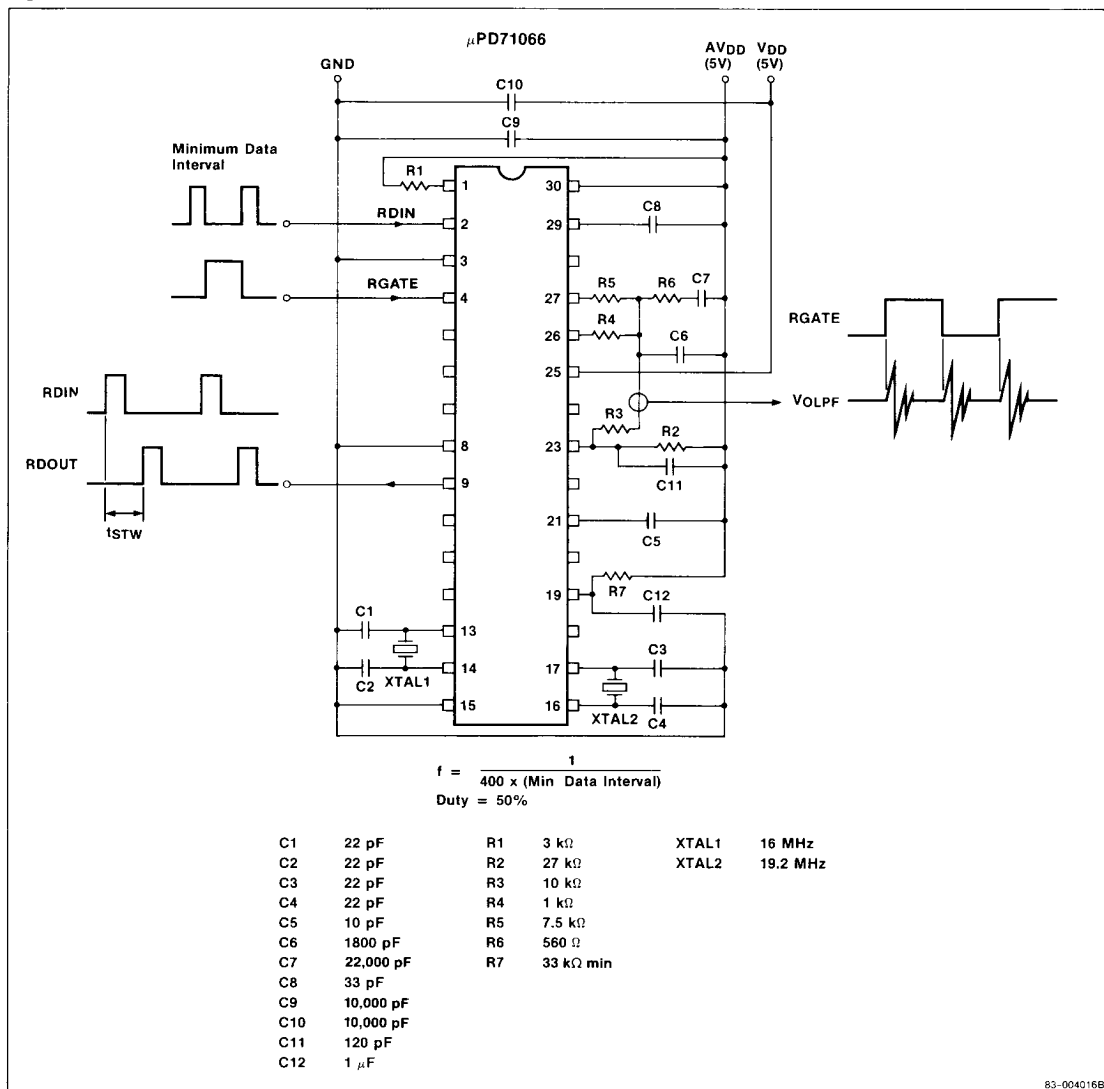 μPD71066
GND
AVDD
(5V)
VDD
(5V)
C10
C9
Minimum Data
Interval
R1
1
30
RDIN
2
29
C8
3
RGATE
4
27
R5
R6
C7
R4
26
C6
25
RGATE
VOLPF
RDIN
R3
R2
8
23
C11
RDOUT
9
tSTW
21
C5
R7
19
C12
C1
13
C3
17
C2
14
XTAL1
15
16
XTAL2
C4
f = 1 / 400 x (Min Data Interval)
Duty = 50%
C1 22 pF R1 3 kΩ XTAL1 16 MHz
C2 22 pF R2 27 kΩ XTAL2 19.2 MHz
C3 22 pF R3 10 kΩ
C4 22 pF R4 1 kΩ
C5 10 pF R5 7.5 kΩ
C6 1800 pF R6 560 Ω
C7 22,000 pF R7 33 kΩ min
C8 33 pF
C9 10,000 pF
C10 10,000 pF
C11 120 pF
C12 1 μF
83-004016B